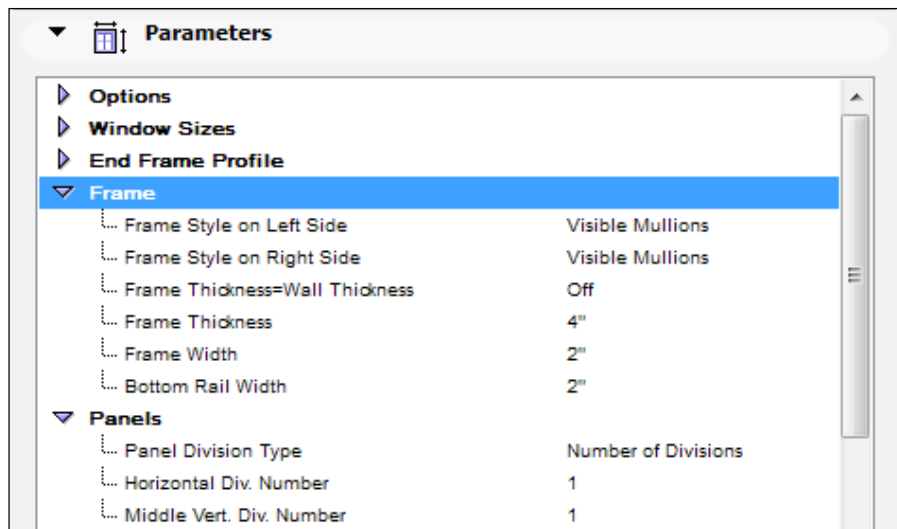 Parameters
Options
Window Sizes
End Frame Profile
Frame
Frame Style on Left Side Visible Mullions
Frame Style on Right Side Visible Mullions
Frame Thickness=Wall Thickness Off
Frame Thickness 4"
Frame Width 2"
Bottom Rail Width 2"
Panels
Panel Division Type Number of Divisions
Horizontal Div. Number 1
Middle Vert. Div. Number 1